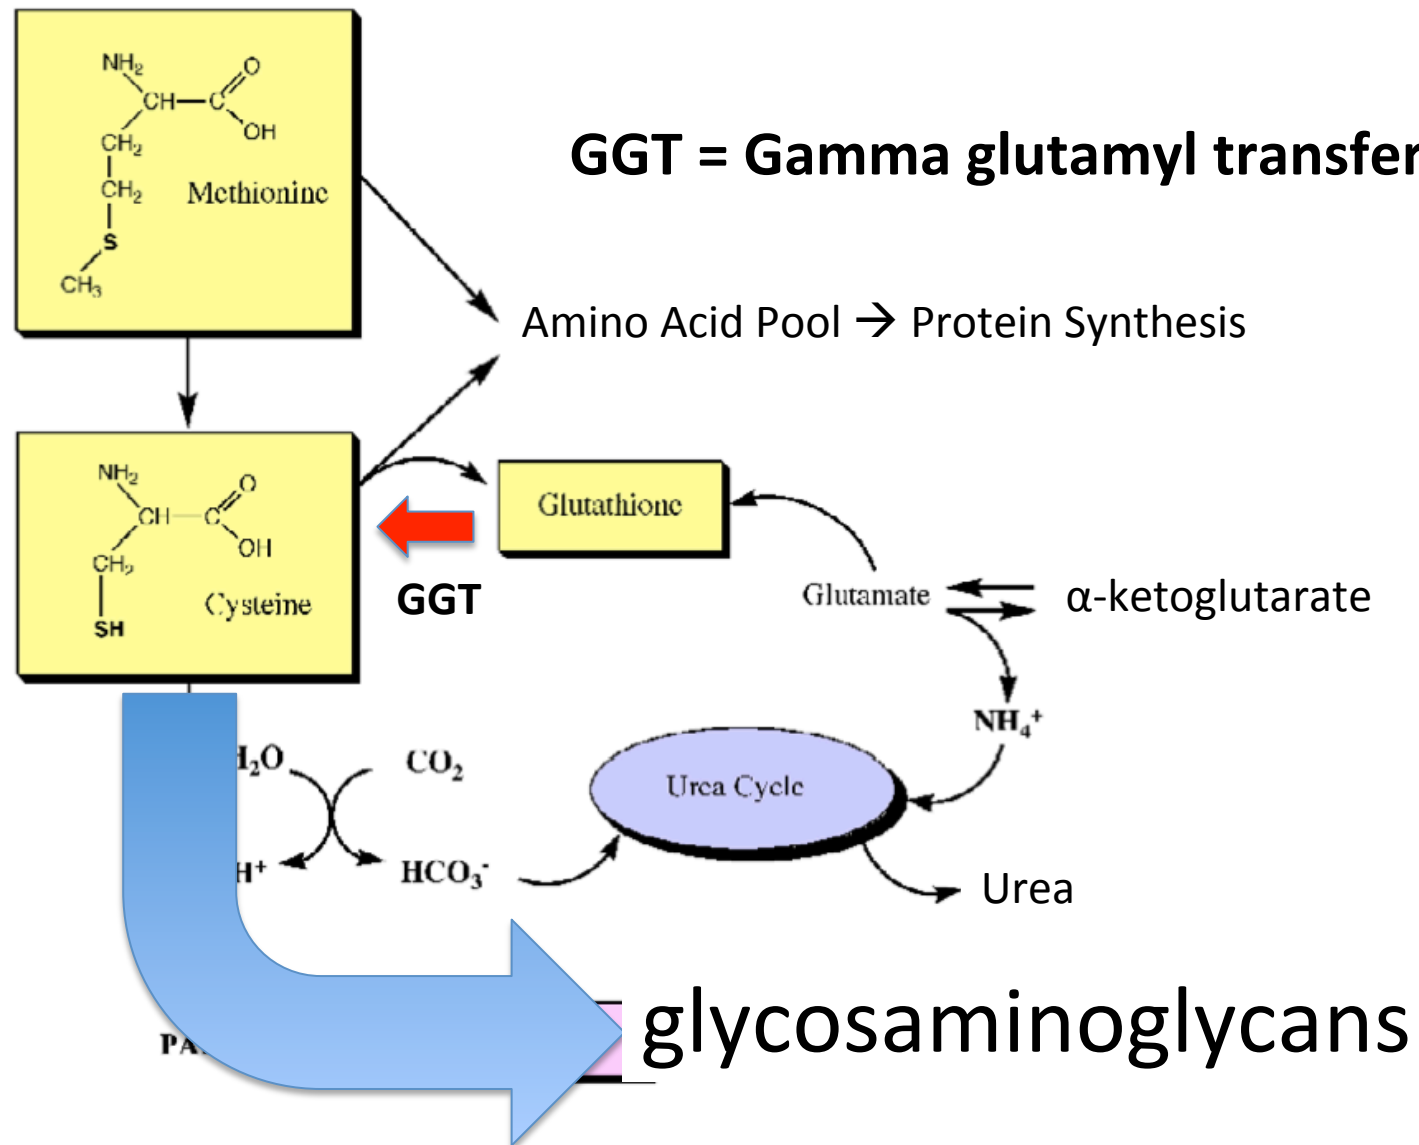 NH₂
O
CH—C
OH
CH₂
CH₂
Methionine
S
CH₃
GGT = Gamma glutamyl transfer
Amino Acid Pool → Protein Synthesis
NH₂
O
CH—C
OH
CH₂
Cysteine
SH
GGT
Glutathione
Glutamate
α-ketoglutarate
NH₄⁺
H₂O
CO₂
Urea Cycle
H⁺
HCO₃⁻
Urea
glycosaminoglycans